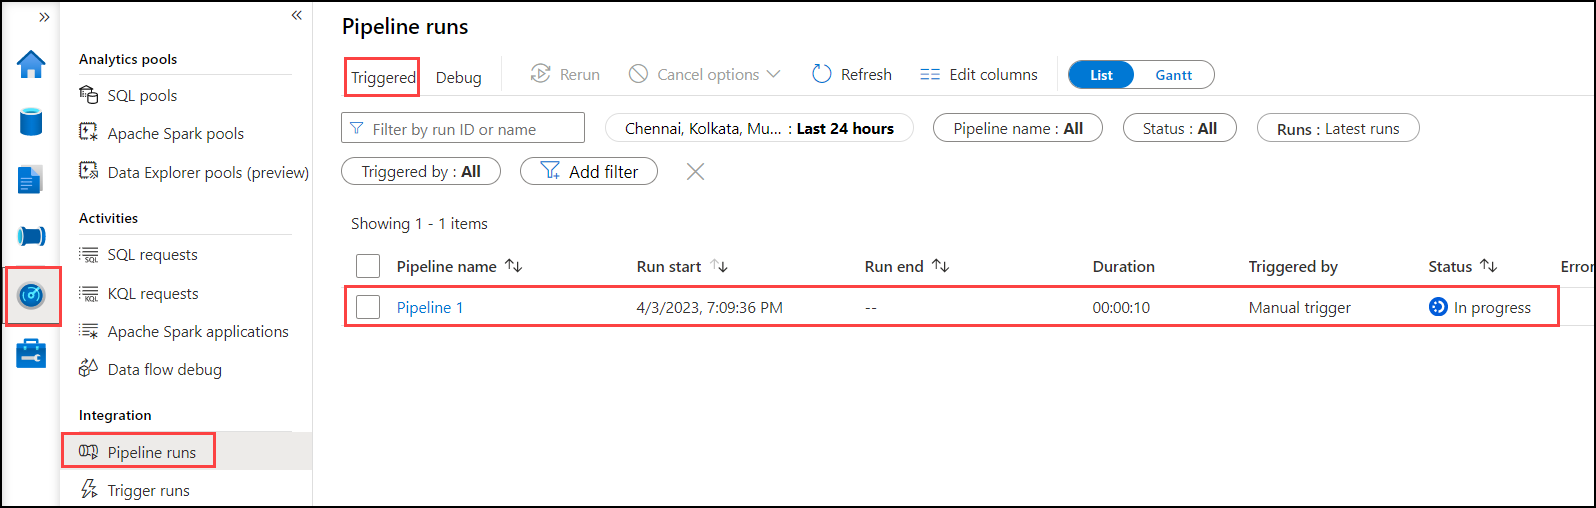 Analytics pools
SQL pools
Apache Spark pools
Data Explorer pools (preview)
Activities
SQL requests
KQL requests
Apache Spark applications
Data flow debug
Integration
Pipeline runs
Trigger runs
Pipeline runs
Triggered Debug Rerun Cancel options Refresh Edit columns List Gantt
Filter by run ID or name Chennai, Kolkata, Mu... : Last 24 hours Pipeline name : All Status : All Runs : Latest runs
Triggered by : All Add filter
Showing 1 - 1 items
Pipeline name Run start Run end Duration Triggered by Status Error
Pipeline 1 4/3/2023, 7:09:36 PM -- 00:00:10 Manual trigger In progress